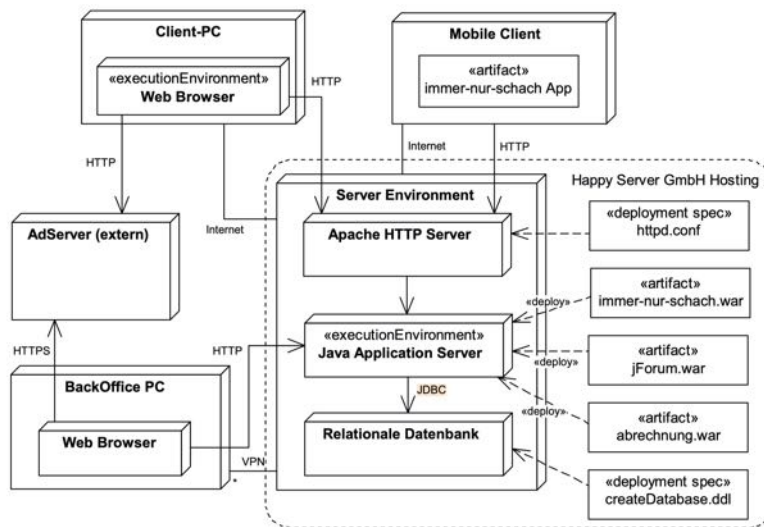 Client-PC
«executionEnvironment»
Web Browser
HTTP
Mobile Client
«artifact»
immer-nur-schach App
HTTP
Internet
HTTP
Internet
Happy Server GmbH Hosting
Server Environment
Apache HTTP Server
«deployment spec»
httpd.conf
AdServer (extern)
«deploy»
«artifact»
immer-nur-schach.war
«executionEnvironment»
Java Application Server
HTTPS
HTTP
«deploy»
«artifact»
jForum.war
BackOffice PC
Web Browser
JDBC
«deploy»
«artifact»
abrechnung.war
Relationale Datenbank
VPN
*
«deployment spec»
createDatabase.ddl